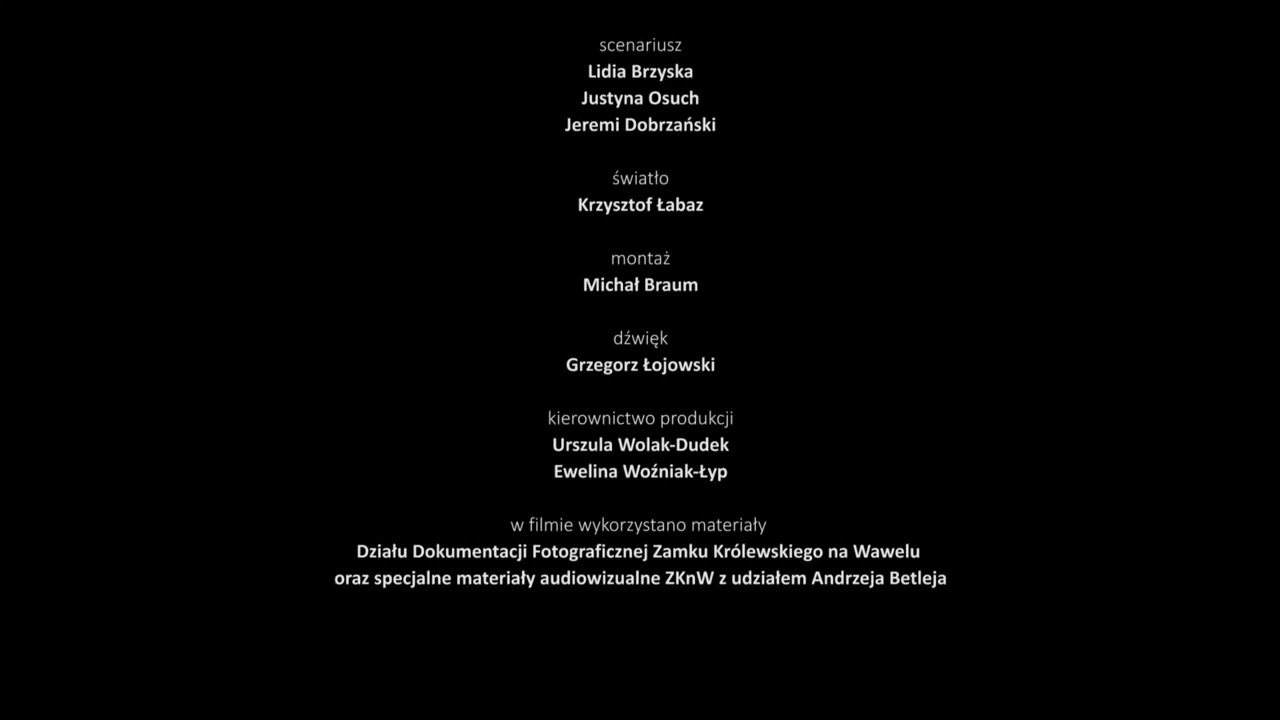 scenariusz
Lidia Brzyska
Justyna Osuch
Jeremi Dobrzański
światło
Krzysztof Łabaz
montaż
Michał Braum
dźwięk
Grzegorz Łojowski
kierownictwo produkcji
Urszula Wolak-Dudek
Ewelina Woźniak-Łyp
w filmie wykorzystano materiały
Działu Dokumentacji Fotograficznej Zamku Królewskiego na Wawelu
oraz specjalne materiały audiowizualne ZKnW z udziałem Andrzeja Betleja